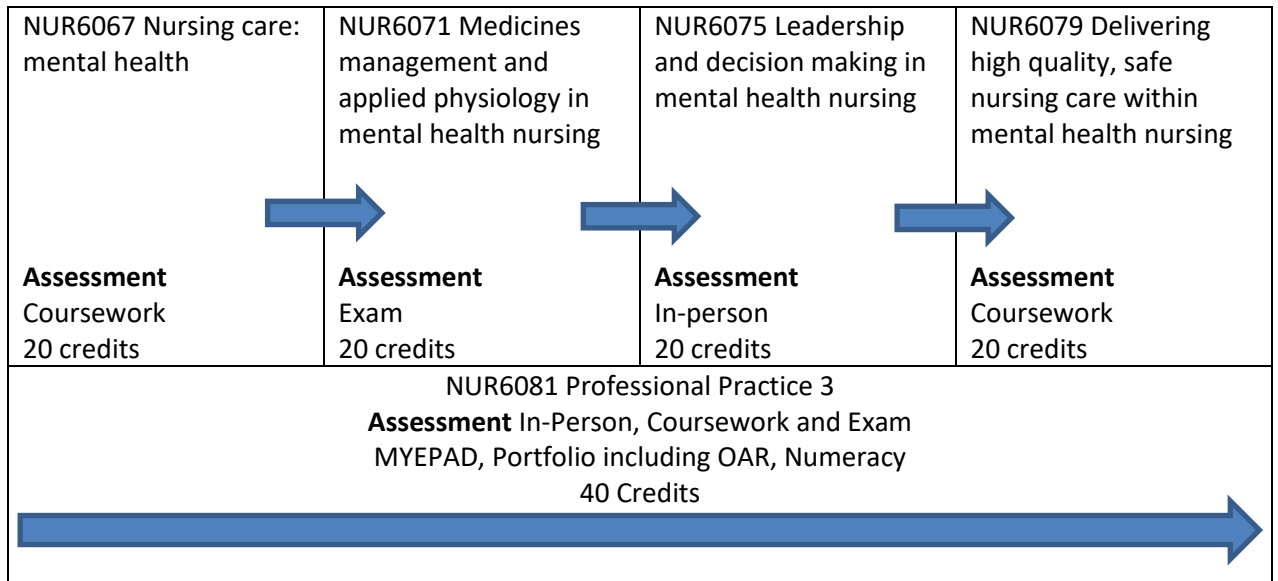 NUR6067 Nursing care:
mental health
Assessment
Coursework
20 credits
NUR6071 Medicines
management and
applied physiology in
mental health nursing
Assessment
Exam
20 credits
NUR6075 Leadership
and decision making in
mental health nursing
Assessment
In-person
20 credits
NUR6079 Delivering
high quality, safe
nursing care within
mental health nursing
Assessment
Coursework
20 credits
NUR6081 Professional Practice 3
Assessment In-Person, Coursework and Exam
MYEPAD, Portfolio including OAR, Numeracy
40 Credits